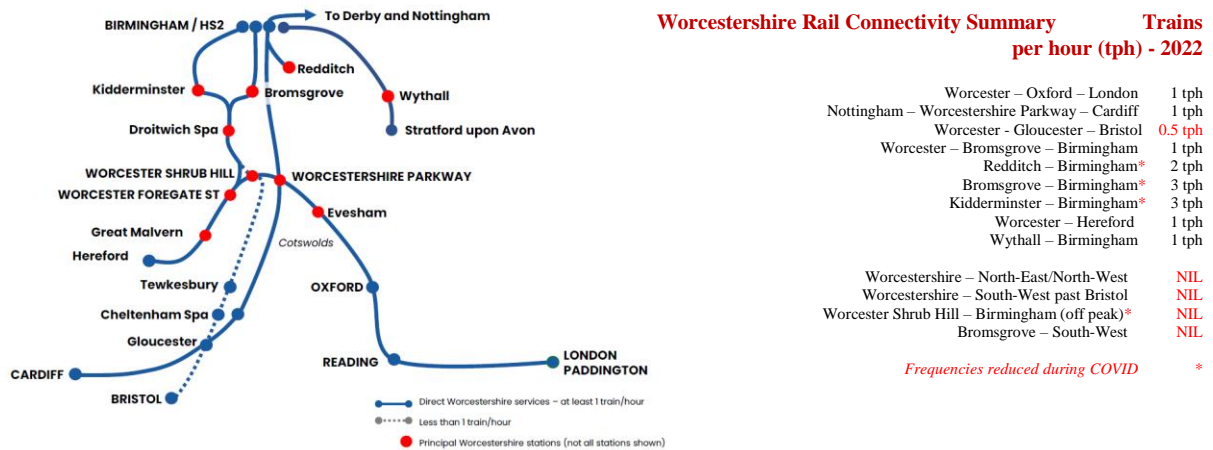 To Derby and Nottingham
BIRMINGHAM / HS2
Redditch
Kidderminster
Bromsgrove
Wythall
Droitwich Spa
Stratford upon Avon
WORCESTER SHRUB HILL
WORCESTERSHIRE PARKWAY
WORCESTER FOREGATE ST
Evesham
Great Malvern
Cotswolds
Hereford
Tewkesbury
OXFORD
Cheltenham Spa
Gloucester
READING
LONDON
PADDINGTON
CARDIFF
BRISTOL
Direct Worcestershire services – at least 1 train/hour
Less than 1 train/hour
Principal Worcestershire stations (not all stations shown)
Worcestershire Rail Connectivity Summary Trains
per hour (tph) - 2022
Worcester – Oxford – London 1 tph
Nottingham – Worcestershire Parkway – Cardiff 1 tph
Worcester - Gloucester – Bristol 0.5 tph
Worcester – Bromsgrove – Birmingham 1 tph
Redditch – Birmingham* 2 tph
Bromsgrove – Birmingham* 3 tph
Kidderminster – Birmingham* 3 tph
Worcester – Hereford 1 tph
Wythall – Birmingham 1 tph
Worcestershire – North-East/North-West NIL
Worcestershire – South-West past Bristol NIL
Worcester Shrub Hill – Birmingham (off peak)* NIL
Bromsgrove – South-West NIL
Frequencies reduced during COVID *